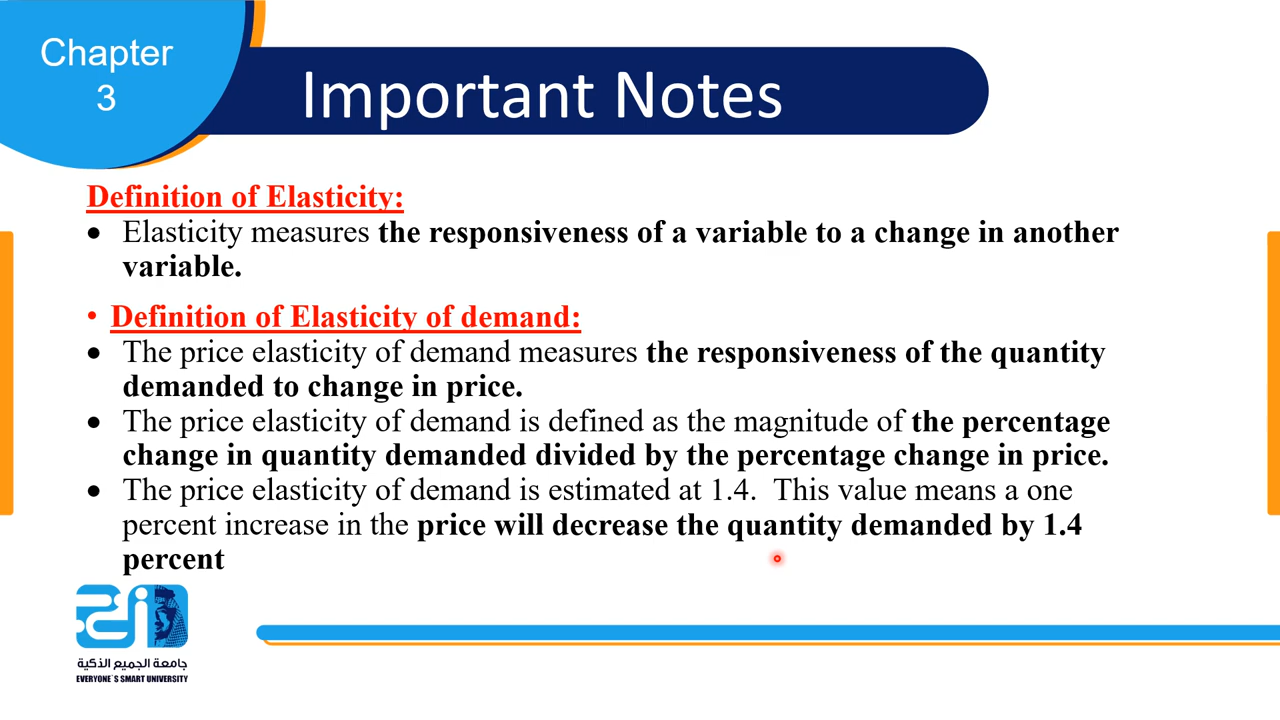 Chapter
3
Important Notes
Definition of Elasticity:
• Elasticity measures the responsiveness of a variable to a change in another
variable.
• Definition of Elasticity of demand:
• The price elasticity of demand measures the responsiveness of the quantity
demanded to change in price.
• The price elasticity of demand is defined as the magnitude of the percentage
change in quantity demanded divided by the percentage change in price.
• The price elasticity of demand is estimated at 1.4.  This value means a one
percent increase in the price will decrease the quantity demanded by 1.4
percent
جامعة الجميع الذكية
EVERYONE`S SMART UNIVERSITY